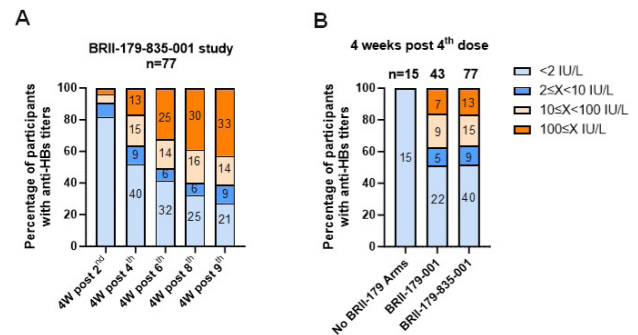 A
BRII-179-835-001 study
n=77
Percentage of participants
with anti-HBs titers
100
80
60
40
20
0
13
15
9
40
25
14
6
32
30
16
6
25
33
14
9
21
4W post 2nd
4W post 4th
4W post 6th
4W post 8th
4W post 9th
B
4 weeks post 4th dose
n=15 43 77
Percentage of participants
with anti-HBs titers
100
80
60
40
20
0
15
7
9
5
22
13
15
9
40
No BRII-179 Arms
BRII-179-001
BRII-179-835-001
<2 IU/L
2≤X<10 IU/L
10≤X<100 IU/L
100≤X IU/L